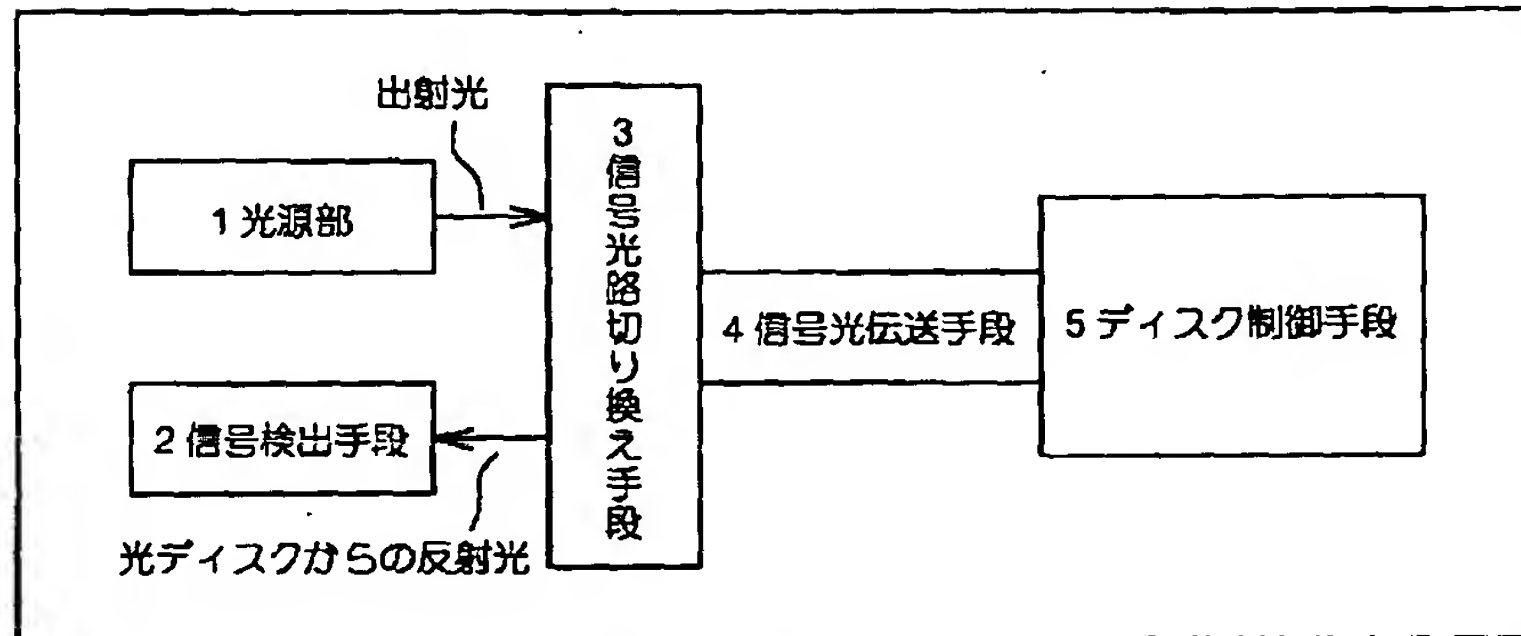 出射光
1 光源部
3 信号光路切り換え手段
4 信号光伝送手段
5 ディスク制御手段
2 信号検出手段
光ディスクからの反射光